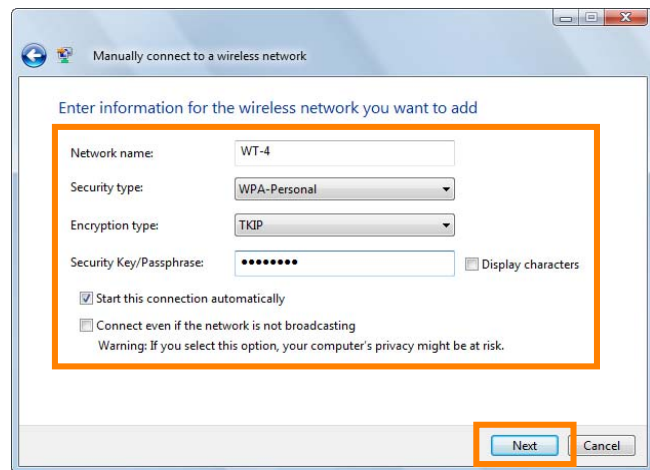 Manually connect to a wireless network
Enter information for the wireless network you want to add
Network name: WT-4
Security type: WPA-Personal
Encryption type: TKIP
Security Key/Passphrase: •••••••• Display characters
Start this connection automatically
Connect even if the network is not broadcasting
Warning: If you select this option, your computer's privacy might be at risk.
Next Cancel